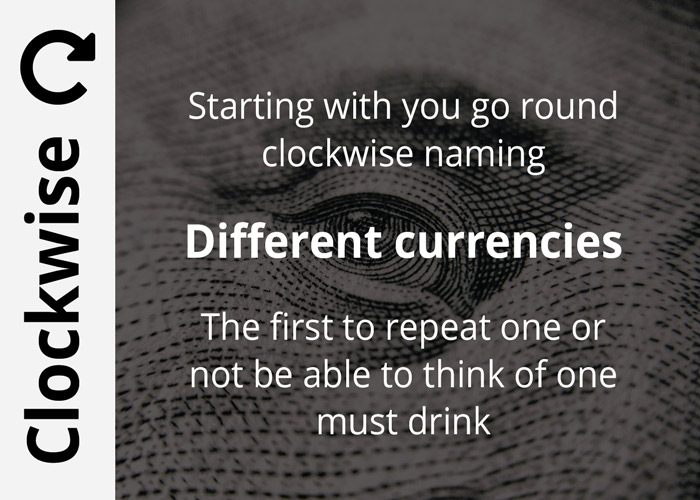 Clockwise
Starting with you go round
clockwise naming
Different currencies
The first to repeat one or
not be able to think of one
must drink